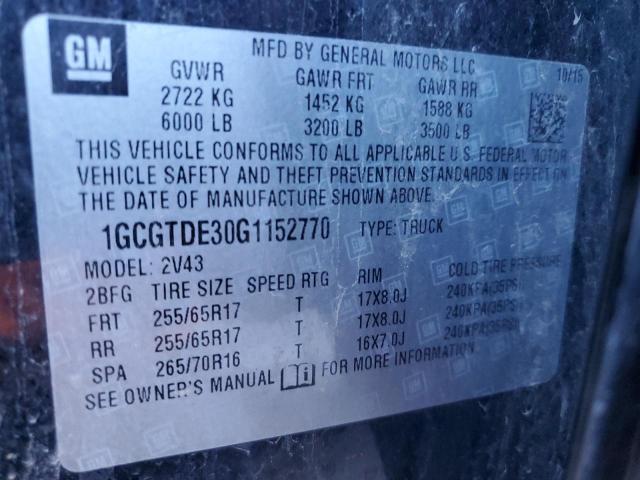 GM
MFD BY GENERAL MOTORS LLC
10/15
GVWR GAWR FRT GAWR RR
2722 KG 1452 KG 1588 KG
6000 LB 3200 LB 3500 LB
THIS VEHICLE CONFORMS TO ALL APPLICABLE U.S. FEDERAL MOTOR
VEHICLE SAFETY AND THEFT PREVENTION STANDARDS IN EFFECT ON
THE DATE OF MANUFACTURE SHOWN ABOVE.
1GCGTDE30G1152770 TYPE: TRUCK
MODEL: 2V43
2BFG TIRE SIZE SPEED RTG RIM COLD TIRE PRESSURE
FRT 255/65R17 T 17X8.0J 240KPA(35PSI)
RR 255/65R17 T 17X8.0J 240KPA(35PSI)
SPA 265/70R16 T 16X7.0J 240KPA(35PSI)
SEE OWNER'S MANUAL FOR MORE INFORMATION.